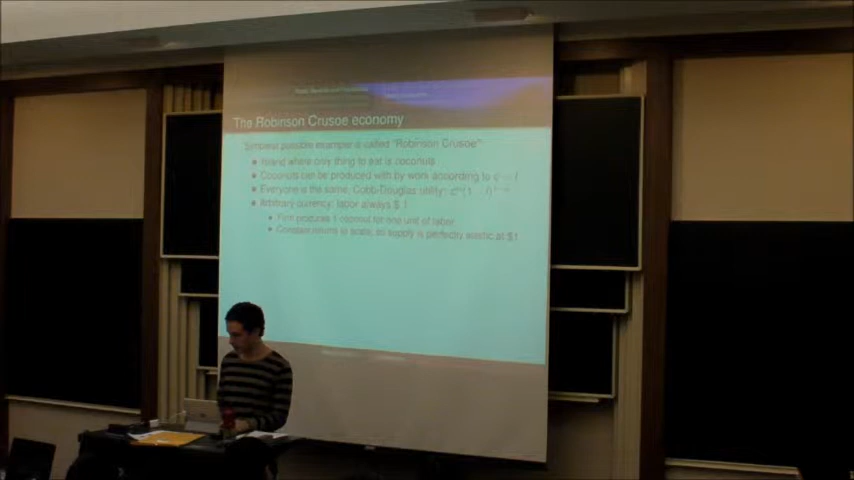 The Robinson Crusoe economy
Simplest possible example is called "Robinson Crusoe"
Island where only thing to eat is coconuts
Coconuts can be produced with by work according to c = l
Everyone is the same, Cobb-Douglas utility:
Arbitrary currency: labor always $ 1
Firm produces 1 coconut for one unit of labor
Constant returns to scale, so supply is perfectly elastic at $1